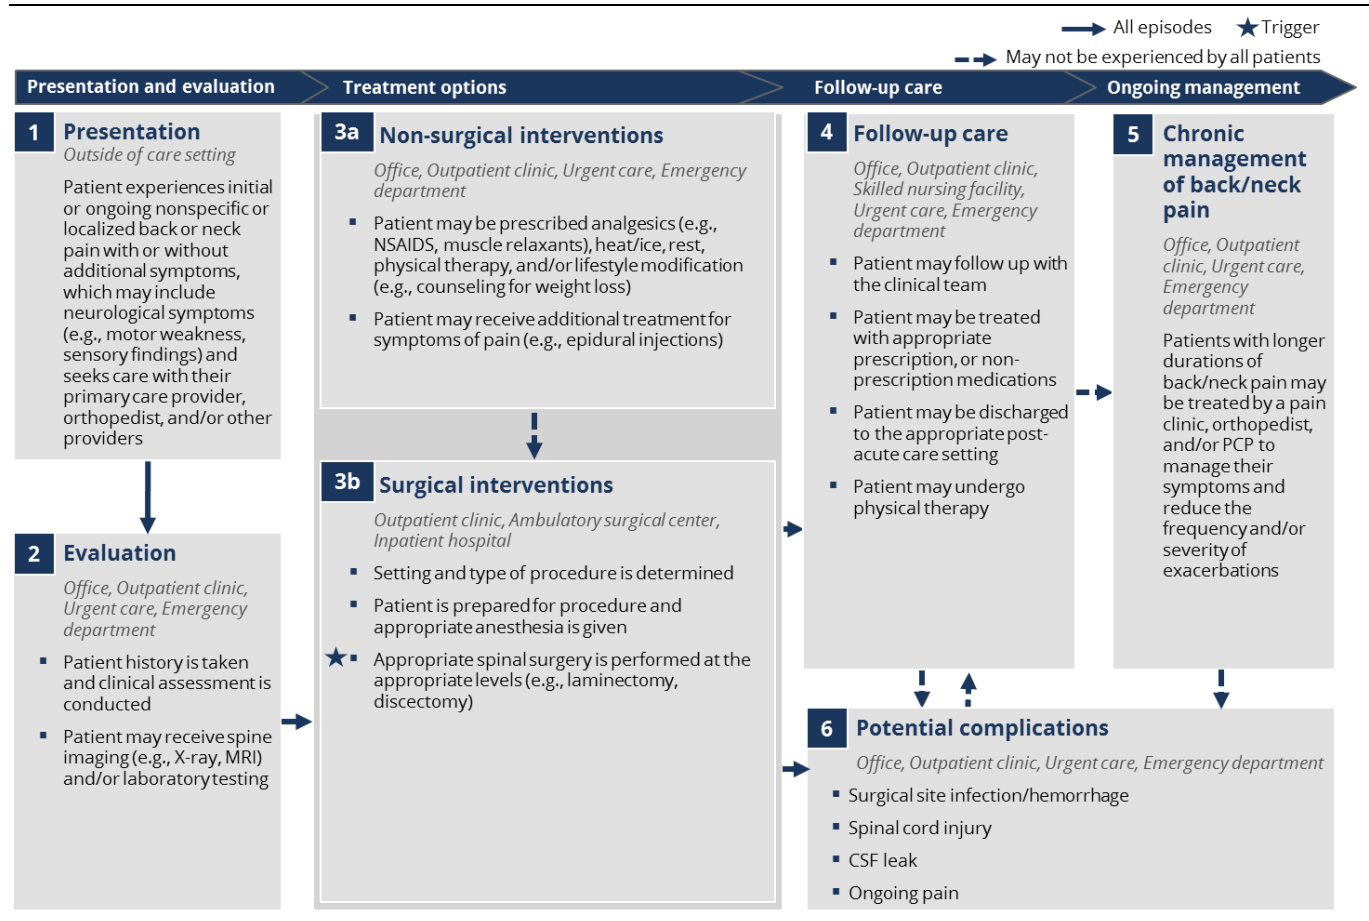 All episodes
Trigger
May not be experienced by all patients
Presentation and evaluation
Treatment options
Follow-up care
Ongoing management
1
Presentation
Outside of care setting
Patient experiences initial
or ongoing nonspecific or
localized back or neck
pain with or without
additional symptoms,
which may include
neurological symptoms
(e.g., motor weakness,
sensory findings) and
seeks care with their
primary care provider,
orthopedist, and/or other
providers
2
Evaluation
Office, Outpatient clinic,
Urgent care, Emergency
department
▪ Patient history is taken
and clinical assessment is
conducted
▪ Patient may receive spine
imaging (e.g., X-ray, MRI)
and/or laboratory testing
3a
Non-surgical interventions
Office, Outpatient clinic, Urgent care, Emergency
department
▪ Patient may be prescribed analgesics (e.g.,
NSAIDS, muscle relaxants), heat/ice, rest,
physical therapy, and/or lifestyle modification
(e.g., counseling for weight loss)
▪ Patient may receive additional treatment for
symptoms of pain (e.g., epidural injections)
3b
Surgical interventions
Outpatient clinic, Ambulatory surgical center,
Inpatient hospital
▪ Setting and type of procedure is determined
▪ Patient is prepared for procedure and
appropriate anesthesia is given
▪ Appropriate spinal surgery is performed at the
appropriate levels (e.g., laminectomy,
discectomy)
4
Follow-up care
Office, Outpatient clinic,
Skilled nursing facility,
Urgent care, Emergency
department
▪ Patient may follow up with
the clinical team
▪ Patient may be treated
with appropriate
prescription, or non-
prescription medications
▪ Patient may be discharged
to the appropriate post-
acute care setting
▪ Patient may undergo
physical therapy
5
Chronic
management
of back/neck
pain
Office, Outpatient
clinic, Urgent care,
Emergency
department
Patients with longer
durations of
back/neck pain may
be treated by a pain
clinic, orthopedist,
and/or PCP to
manage their
symptoms and
reduce the
frequency and/or
severity of
exacerbations
6
Potential complications
Office, Outpatient clinic, Urgent care, Emergency department
▪ Surgical site infection/hemorrhage
▪ Spinal cord injury
▪ CSF leak
▪ Ongoing pain